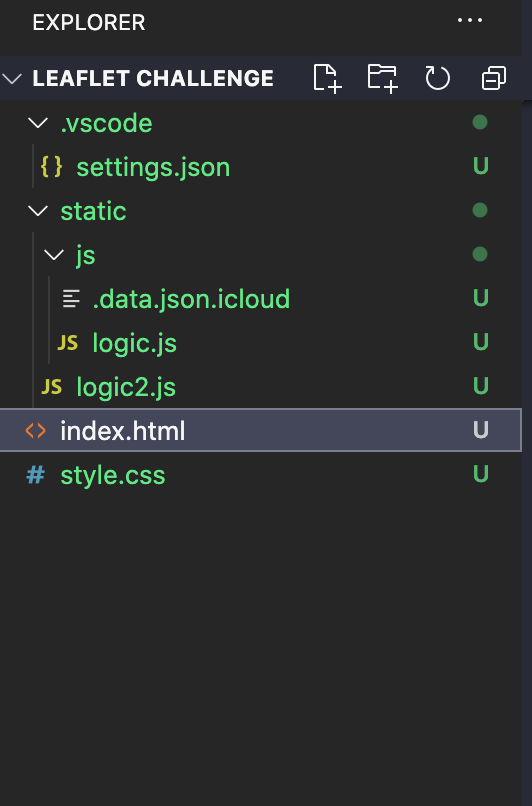 EXPLORER ...
LEAFLET CHALLENGE
.vscode
{} settings.json U
static
js
.data.json.icloud U
JS logic.js U
JS logic2.js U
<> index.html U
# style.css U